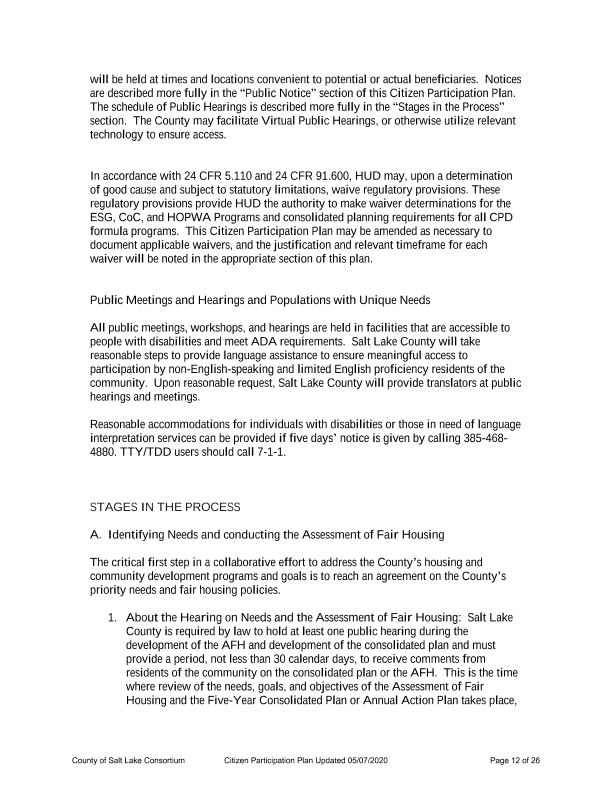 will be held at times and locations convenient to potential or actual beneficiaries.  Notices
are described more fully in the “Public Notice” section of this Citizen Participation Plan.
The schedule of Public Hearings is described more fully in the “Stages in the Process”
section.  The County may facilitate Virtual Public Hearings, or otherwise utilize relevant
technology to ensure access.
In accordance with 24 CFR 5.110 and 24 CFR 91.600, HUD may, upon a determination
of good cause and subject to statutory limitations, waive regulatory provisions. These
regulatory provisions provide HUD the authority to make waiver determinations for the
ESG, CoC, and HOPWA Programs and consolidated planning requirements for all CPD
formula programs.  This Citizen Participation Plan may be amended as necessary to
document applicable waivers, and the justification and relevant timeframe for each
waiver will be noted in the appropriate section of this plan.
Public Meetings and Hearings and Populations with Unique Needs
All public meetings, workshops, and hearings are held in facilities that are accessible to
people with disabilities and meet ADA requirements.  Salt Lake County will take
reasonable steps to provide language assistance to ensure meaningful access to
participation by non-English-speaking and limited English proficiency residents of the
community.  Upon reasonable request, Salt Lake County will provide translators at public
hearings and meetings.
Reasonable accommodations for individuals with disabilities or those in need of language
interpretation services can be provided if five days’ notice is given by calling 385-468-
4880. TTY/TDD users should call 7-1-1.
STAGES IN THE PROCESS
A.  Identifying Needs and conducting the Assessment of Fair Housing
The critical first step in a collaborative effort to address the County’s housing and
community development programs and goals is to reach an agreement on the County’s
priority needs and fair housing policies.
1.  About the Hearing on Needs and the Assessment of Fair Housing:  Salt Lake
County is required by law to hold at least one public hearing during the
development of the AFH and development of the consolidated plan and must
provide a period, not less than 30 calendar days, to receive comments from
residents of the community on the consolidated plan or the AFH.  This is the time
where review of the needs, goals, and objectives of the Assessment of Fair
Housing and the Five-Year Consolidated Plan or Annual Action Plan takes place,
County of Salt Lake Consortium Citizen Participation Plan Updated 05/07/2020 Page 12 of 26